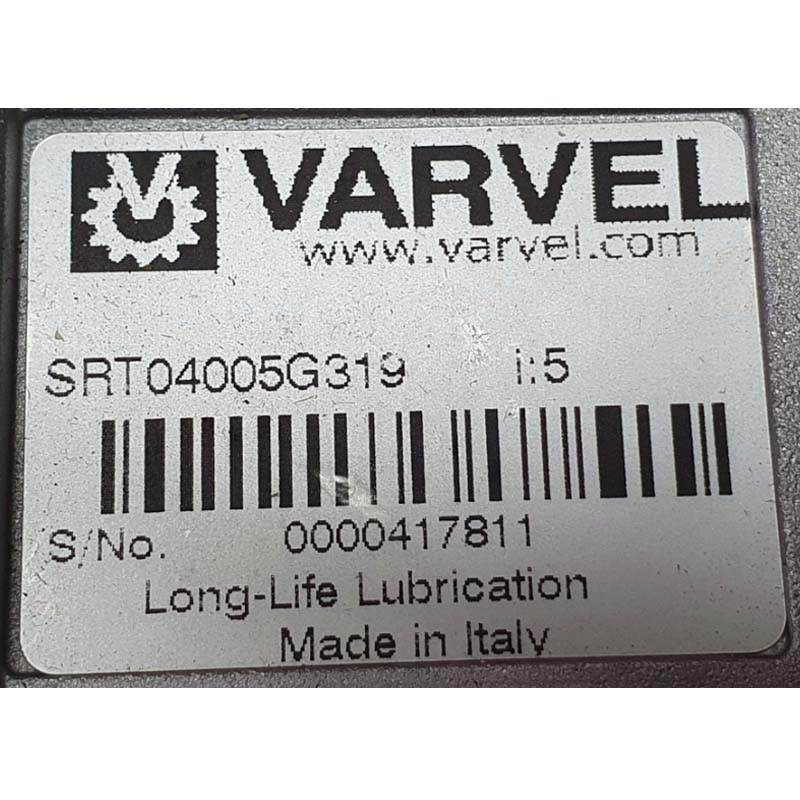 VARVEL
www.varvel.com
SRT04005G319 i:5
S/No. 0000417811
Long-Life Lubrication
Made in Italy